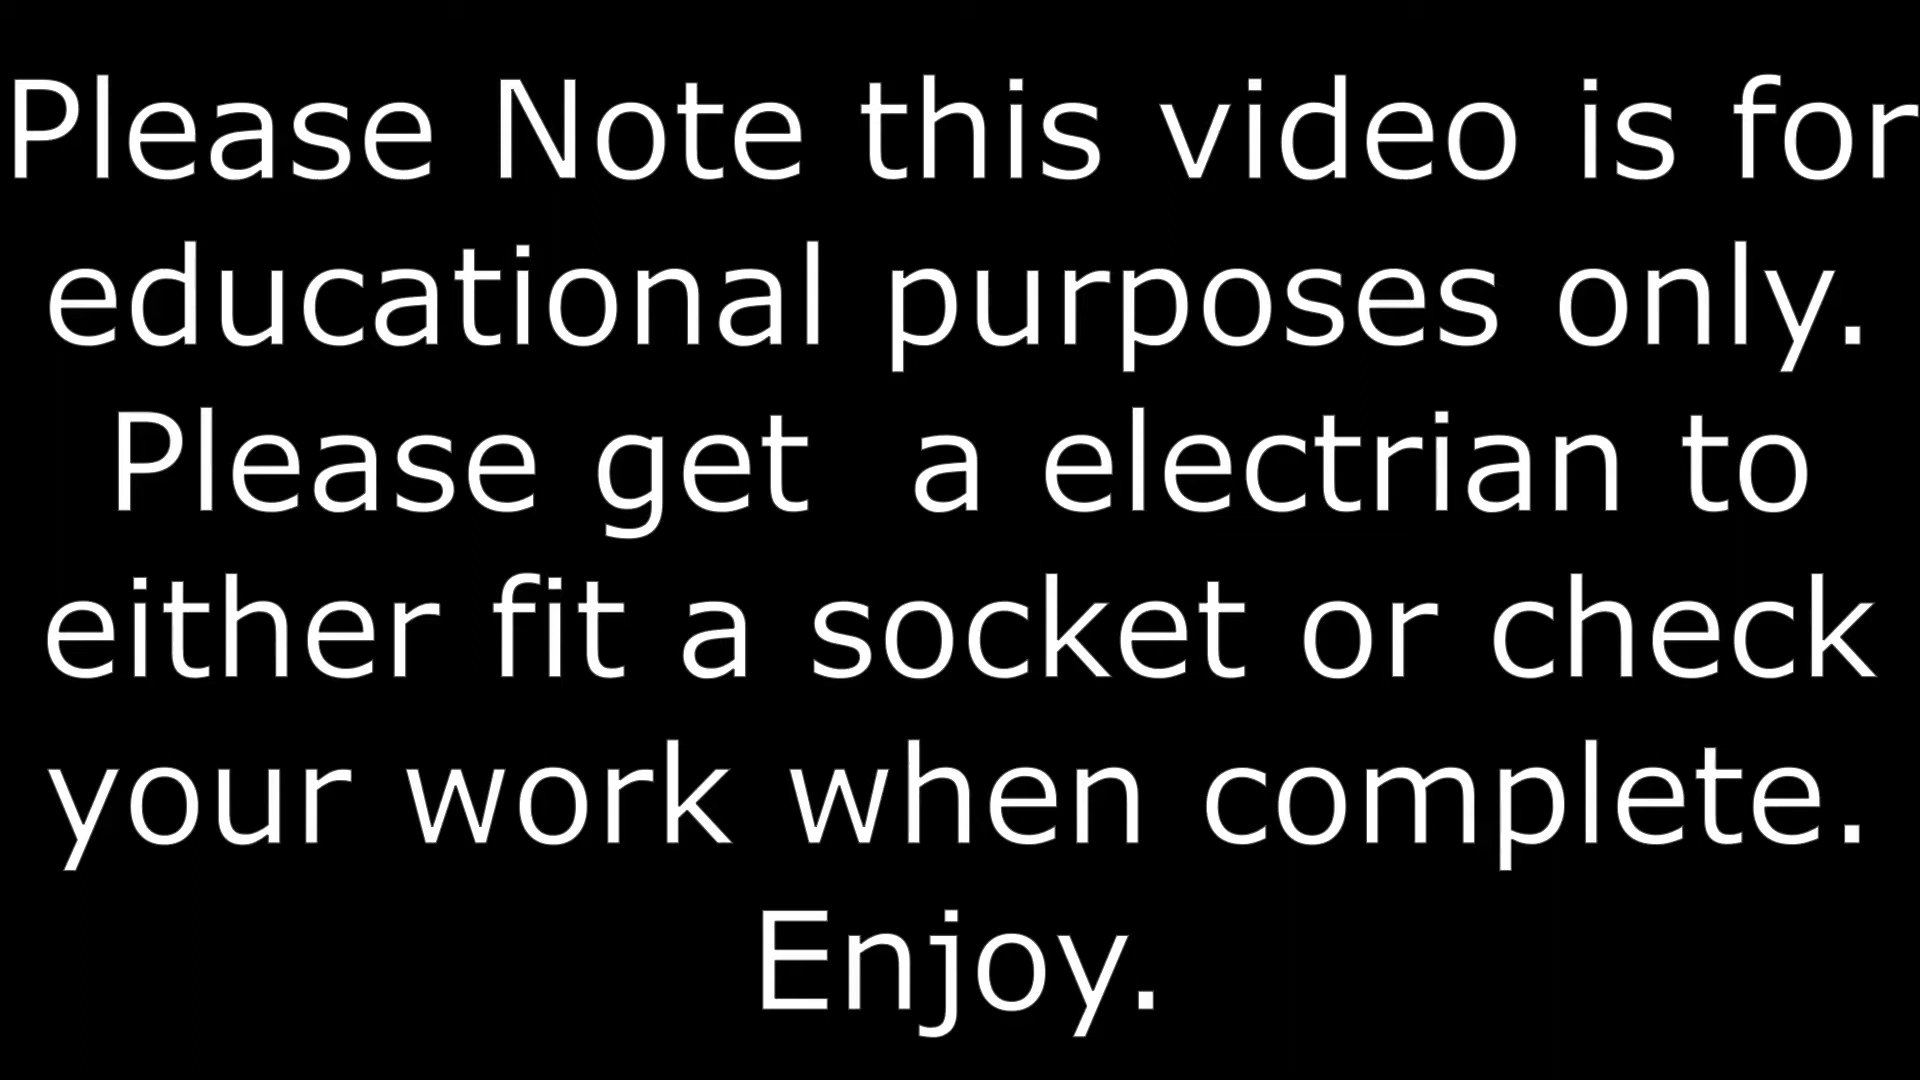 Please Note this video is for
educational purposes only.
Please get  a electrian to
either fit a socket or check
your work when complete.
Enjoy.